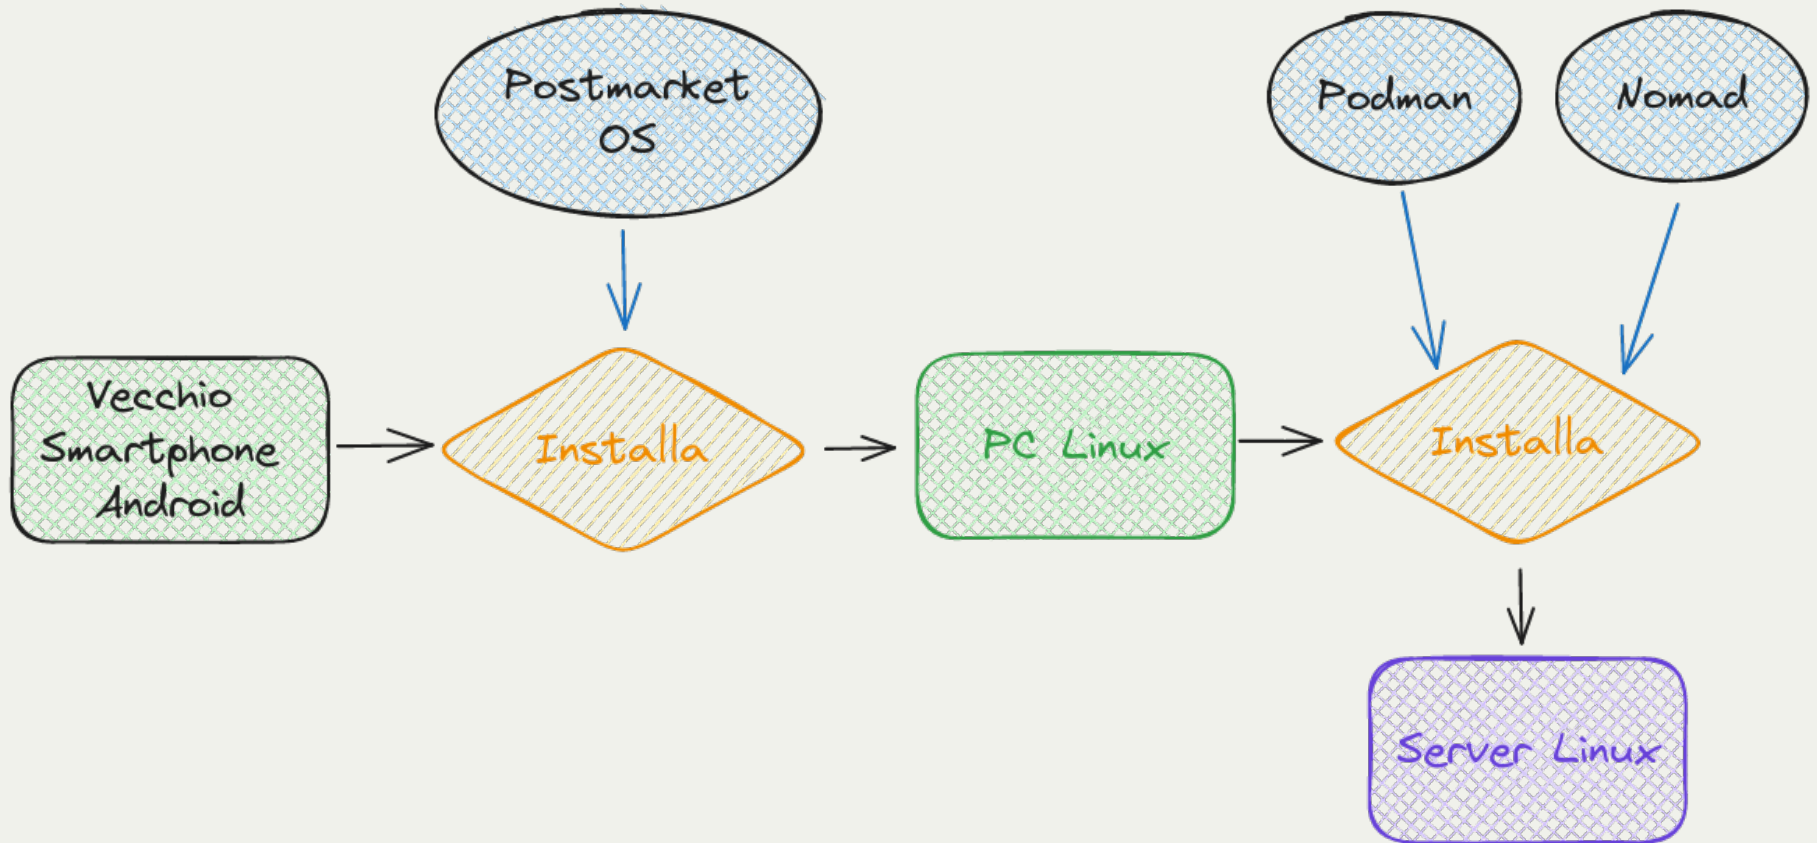 Postmarket
OS
Podman
Nomad
Vecchio
Smartphone
Android
Installa
PC Linux
Installa
Server Linux